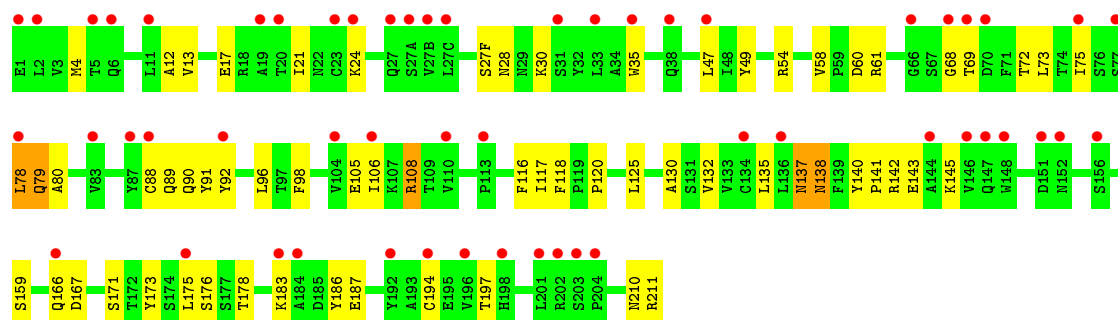 E1 L2 V3 M4 T5 Q6 L11 A12 V13 E17 R18 A19 T20 I21 N22 C23 K24 Q27 S27A V27B L27C S27F N28 N29 K30 S31 Y32 L33 A34 W35 Q38 L47 I48 Y49 R54 V58 P59 D60 R61 G66 S67 G68 T69 D70 F71 T72 L73 T74 I75 S76 S77
L78 Q79 A80 V83 Y87 C88 Q89 Q90 Y91 Y92 L96 T97 F98 V104 E105 I106 K107 R108 T109 V110 P113 F116 I117 F118 P119 P120 L125 A130 S131 V132 V133 C134 L135 L136 N137 N138 F139 Y140 P141 R142 E143 A144 K145 V146 Q147 W148 D151 N152 S156
S159 Q166 D167 S171 T172 Y173 S174 L175 S176 S177 T178 K183 A184 D185 Y186 E187 Y192 A193 C194 E195 V196 T197 H198 L201 R202 S203 P204 N210 R211